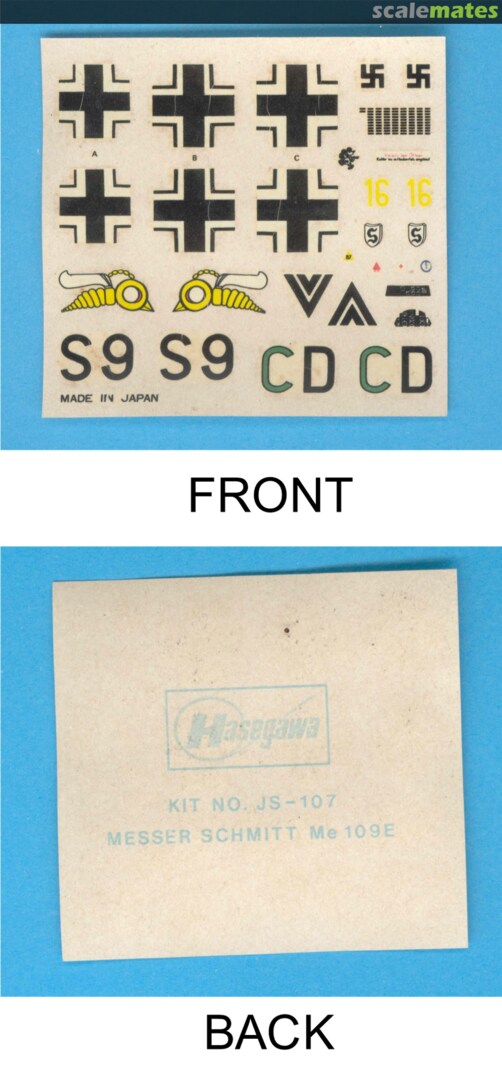 scalemates
A B C
16 16
S S
S9 S9 CD CD
MADE IN JAPAN
FRONT
Hasegawa
KIT NO. JS-107
MESSER SCHMITT Me 109E
BACK